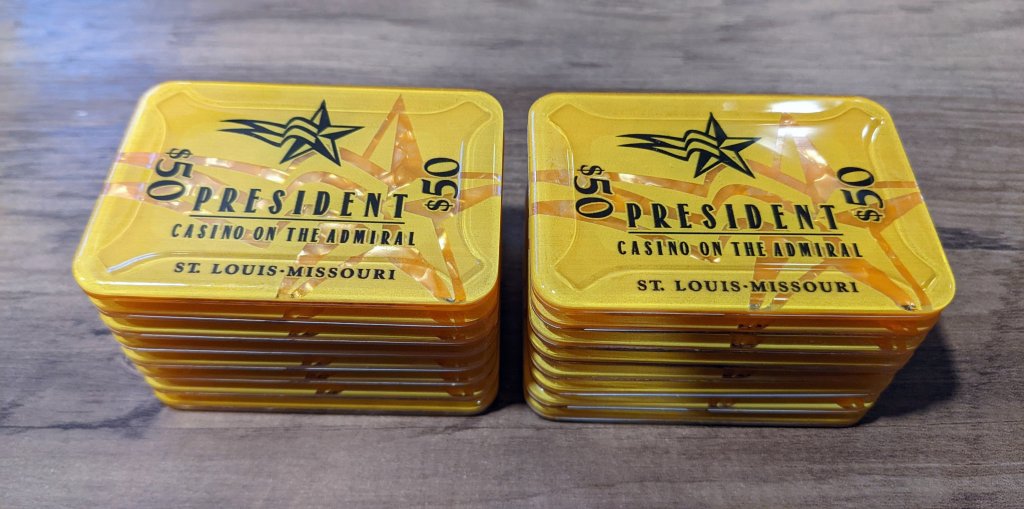 $50
$50
PRESIDENT
CASINO ON THE ADMIRAL
ST. LOUIS·MISSOURI
$50
$50
PRESIDENT
CASINO ON THE ADMIRAL
ST. LOUIS·MISSOURI